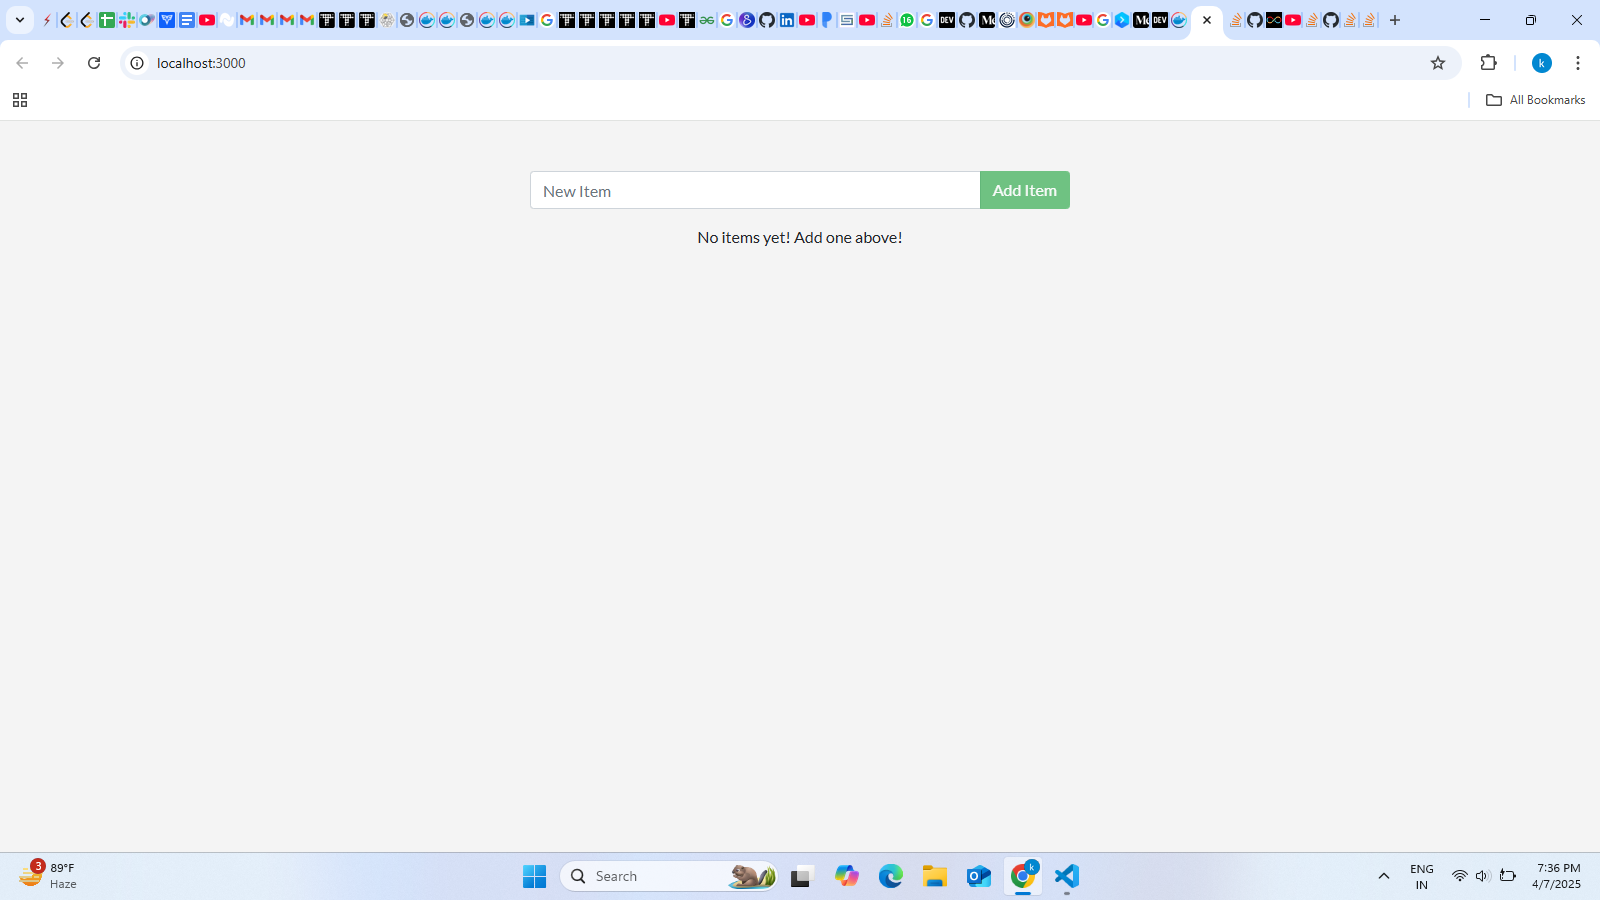 localhost:3000
k
All Bookmarks
New Item
Add Item
No items yet! Add one above!
3
89°F
Haze
Search
k
ENG
IN
7:36 PM
4/7/2025